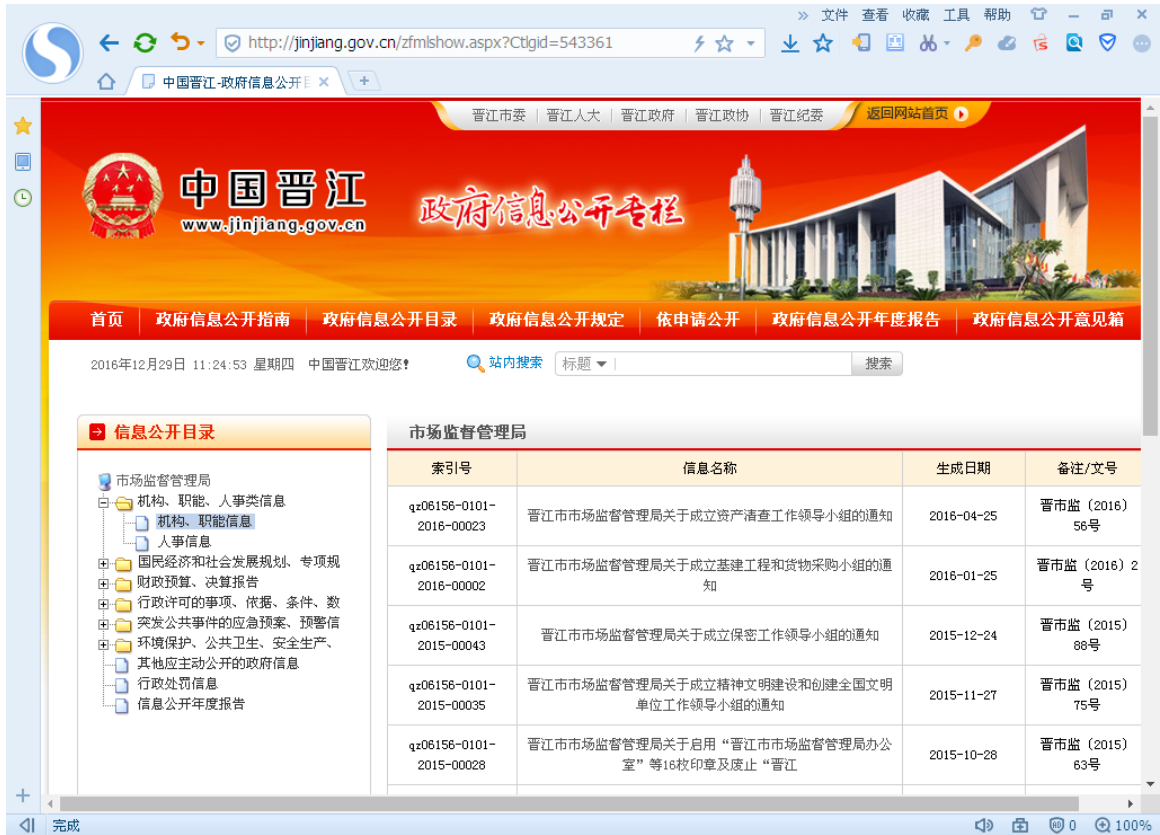 » 文件 查看 收藏 工具 帮助
http://jinjiang.gov.cn/zfmlshow.aspx?Ctlgid=543361
中国晋江-政府信息公开
晋江市委 | 晋江人大 | 晋江政府 | 晋江政协 | 晋江纪委 返回网站首页
中国晋江
www.jinjiang.gov.cn
政府信息公开专栏
首页 政府信息公开指南 政府信息公开目录 政府信息公开规定 依申请公开 政府信息公开年度报告 政府信息公开意见箱
2016年12月29日 11:24:53 星期四 中国晋江欢迎您! 站内搜索 标题 搜索
信息公开目录
市场监督管理局
机构、职能、人事类信息
机构、职能信息
人事信息
国民经济和社会发展规划、专项规
财政预算、决算报告
行政许可的事项、依据、条件、数
突发公共事件的应急预案、预警信
环境保护、公共卫生、安全生产、
其他应主动公开的政府信息
行政处罚信息
信息公开年度报告
市场监督管理局
索引号 信息名称 生成日期 备注/文号
qz06156-0101-
2016-00023
晋江市市场监督管理局关于成立资产清查工作领导小组的通知
2016-04-25
晋市监〔2016〕
56号
qz06156-0101-
2016-00002
晋江市市场监督管理局关于成立基建工程和货物采购小组的通
知
2016-01-25
晋市监〔2016〕2
号
qz06156-0101-
2015-00043
晋江市市场监督管理局关于成立保密工作领导小组的通知
2015-12-24
晋市监〔2015〕
88号
qz06156-0101-
2015-00035
晋江市市场监督管理局关于成立精神文明建设和创建全国文明
单位工作领导小组的通知
2015-11-27
晋市监〔2015〕
75号
qz06156-0101-
2015-00028
晋江市市场监督管理局关于启用“晋江市市场监督管理局办公
室”等16枚印章及废止“晋江
2015-10-28
晋市监〔2015〕
63号
完成 0 100%